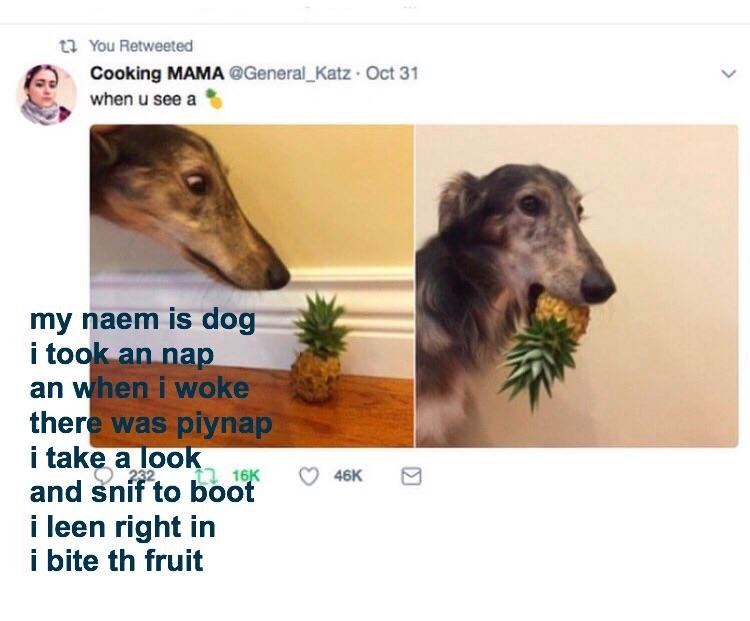 You Retweeted
Cooking MAMA @General_Katz · Oct 31
when u see a 🍍
my naem is dog
i took an nap
an when i woke
there was piynap
i take a look
232 16K 46K
and snif to boot
i leen right in
i bite th fruit